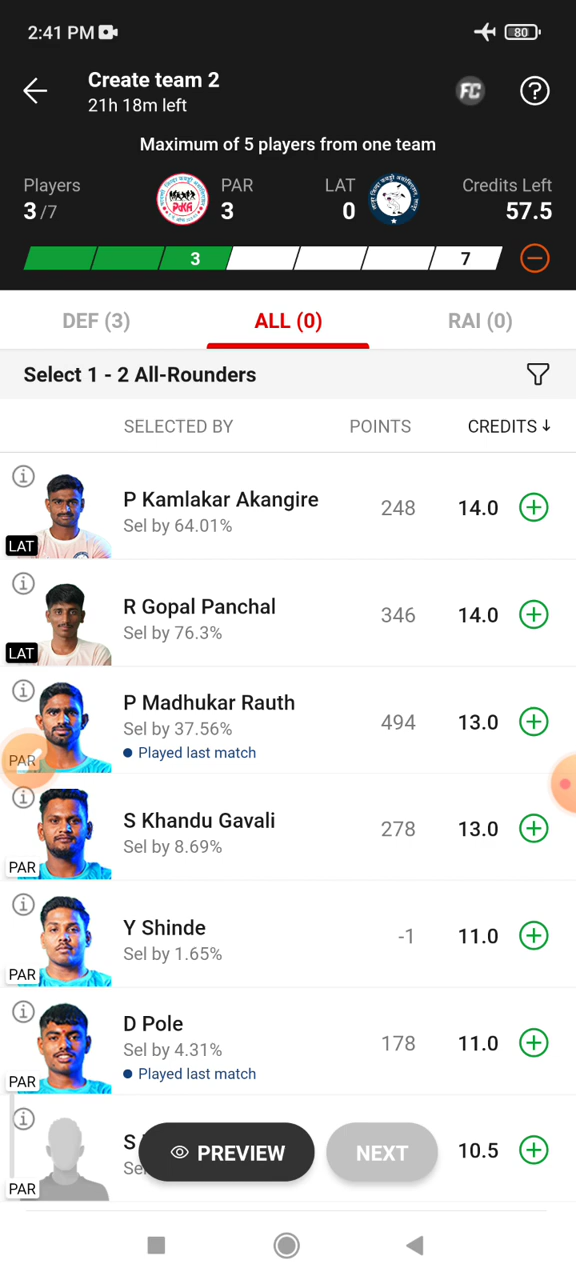 2:41 PM
80
Create team 2
21h 18m left
FC
Maximum of 5 players from one team
Players
3/7
PAR
3
LAT
0
Credits Left
57.5
3
7
DEF (3)
ALL (0)
RAI (0)
Select 1 - 2 All-Rounders
SELECTED BY
POINTS
CREDITS↓
P Kamlakar Akangire
Sel by 64.01%
248
14.0
LAT
R Gopal Panchal
Sel by 76.3%
346
14.0
LAT
P Madhukar Rauth
Sel by 37.56%
Played last match
494
13.0
PAR
S Khandu Gavali
Sel by 8.69%
278
13.0
PAR
Y Shinde
Sel by 1.65%
-1
11.0
PAR
D Pole
Sel by 4.31%
Played last match
178
11.0
PAR
S
10.5
PAR
PREVIEW
NEXT